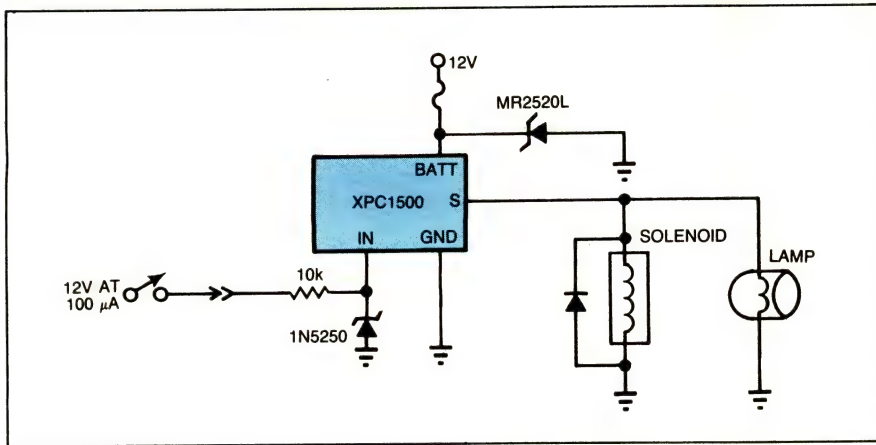 12V
MR2520L
BATT
XPC1500
S
IN
GND
SOLENOID
LAMP
10k
12V AT
100 µA
1N5250